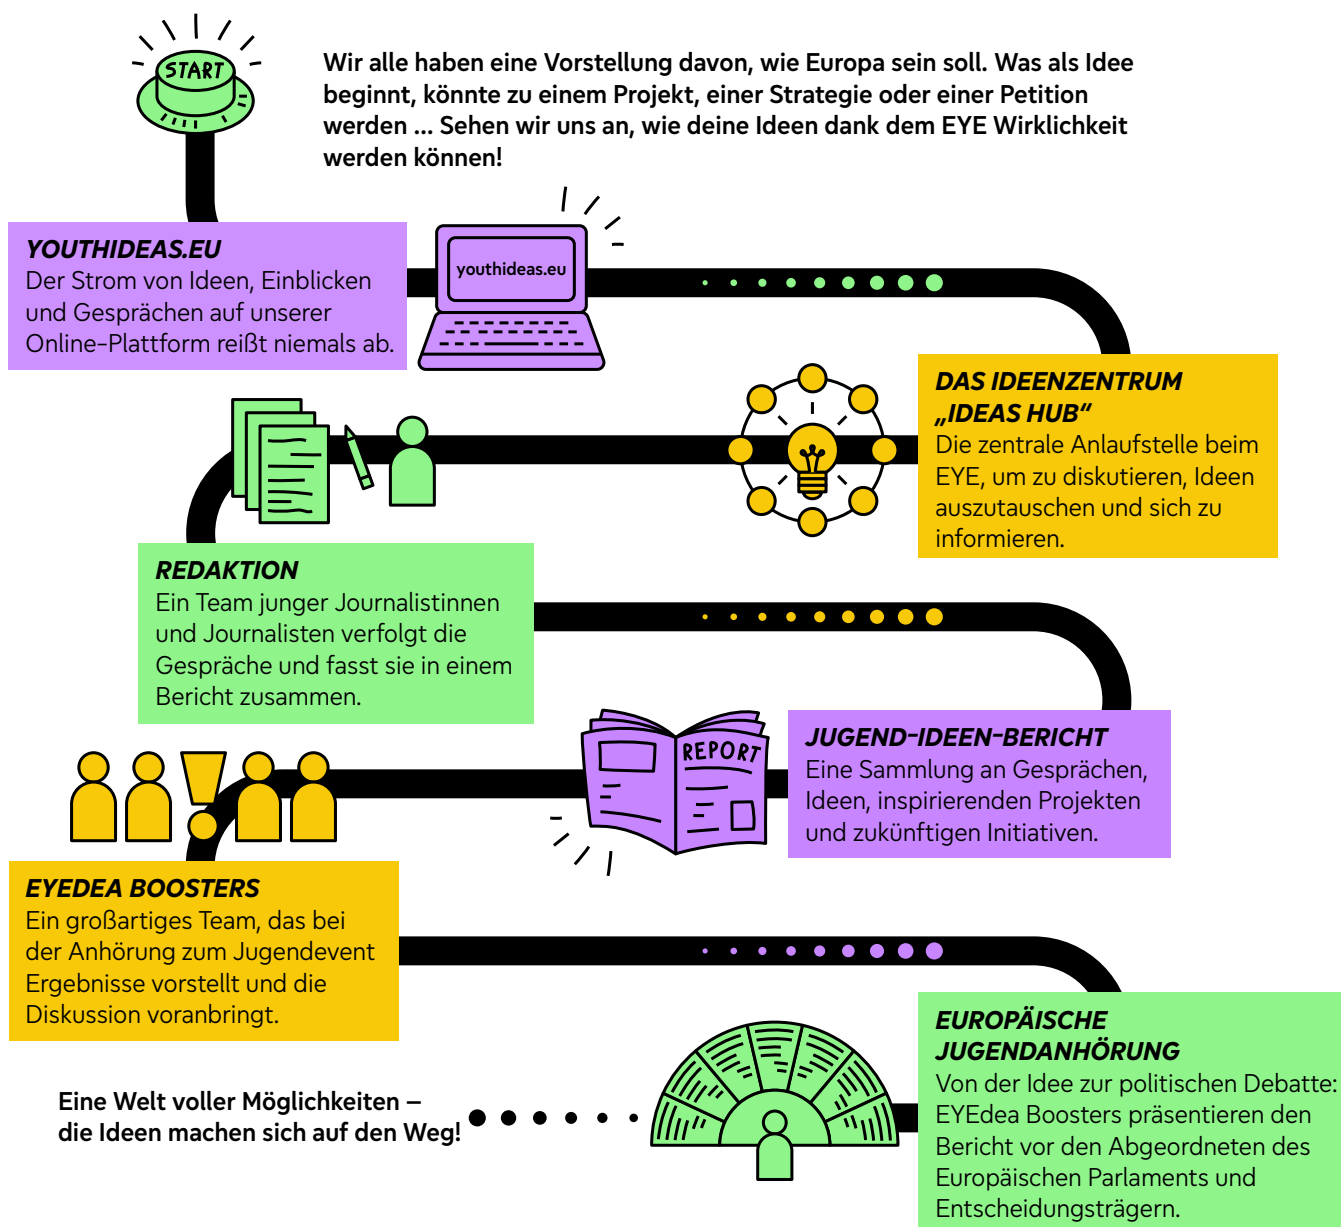 START
Wir alle haben eine Vorstellung davon, wie Europa sein soll. Was als Idee
beginnt, könnte zu einem Projekt, einer Strategie oder einer Petition
werden ... Sehen wir uns an, wie deine Ideen dank dem EYE Wirklichkeit
werden können!
YOUTHIDEAS.EU
Der Strom von Ideen, Einblicken
und Gesprächen auf unserer
Online-Plattform reißt niemals ab.
youthideas.eu
DAS IDEENZENTRUM
„IDEAS HUB“
Die zentrale Anlaufstelle beim
EYE, um zu diskutieren, Ideen
auszutauschen und sich zu
informieren.
REDAKTION
Ein Team junger Journalistinnen
und Journalisten verfolgt die
Gespräche und fasst sie in einem
Bericht zusammen.
REPORT
JUGEND-IDEEN-BERICHT
Eine Sammlung an Gesprächen,
Ideen, inspirierenden Projekten
und zukünftigen Initiativen.
EYEDEA BOOSTERS
Ein großartiges Team, das bei
der Anhörung zum Jugendevent
Ergebnisse vorstellt und die
Diskussion voranbringt.
EUROPÄISCHE
JUGENDANHÖRUNG
Von der Idee zur politischen Debatte:
EYEdea Boosters präsentieren den
Bericht vor den Abgeordneten des
Europäischen Parlaments und
Entscheidungsträgern.
Eine Welt voller Möglichkeiten –
die Ideen machen sich auf den Weg!